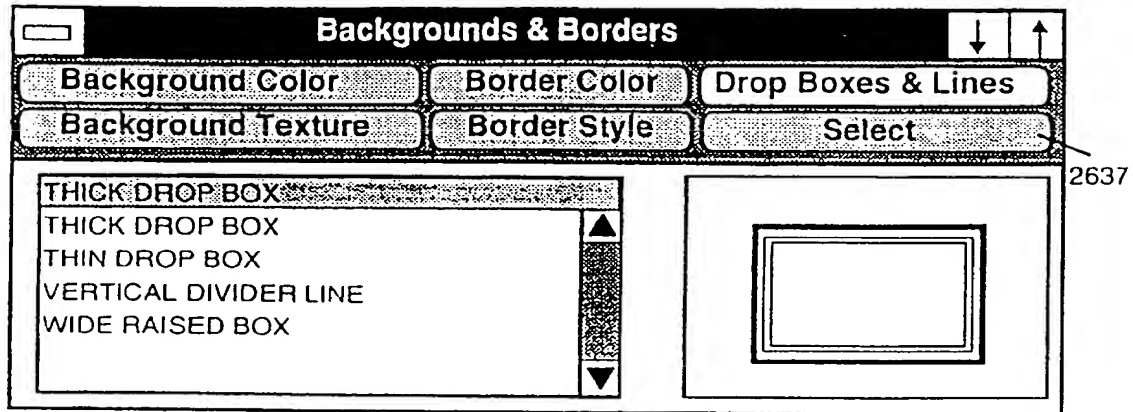 Backgrounds & Borders
Background Color Border Color Drop Boxes & Lines
Background Texture Border Style Select
2637
THICK DROP BOX
THICK DROP BOX
THIN DROP BOX
VERTICAL DIVIDER LINE
WIDE RAISED BOX